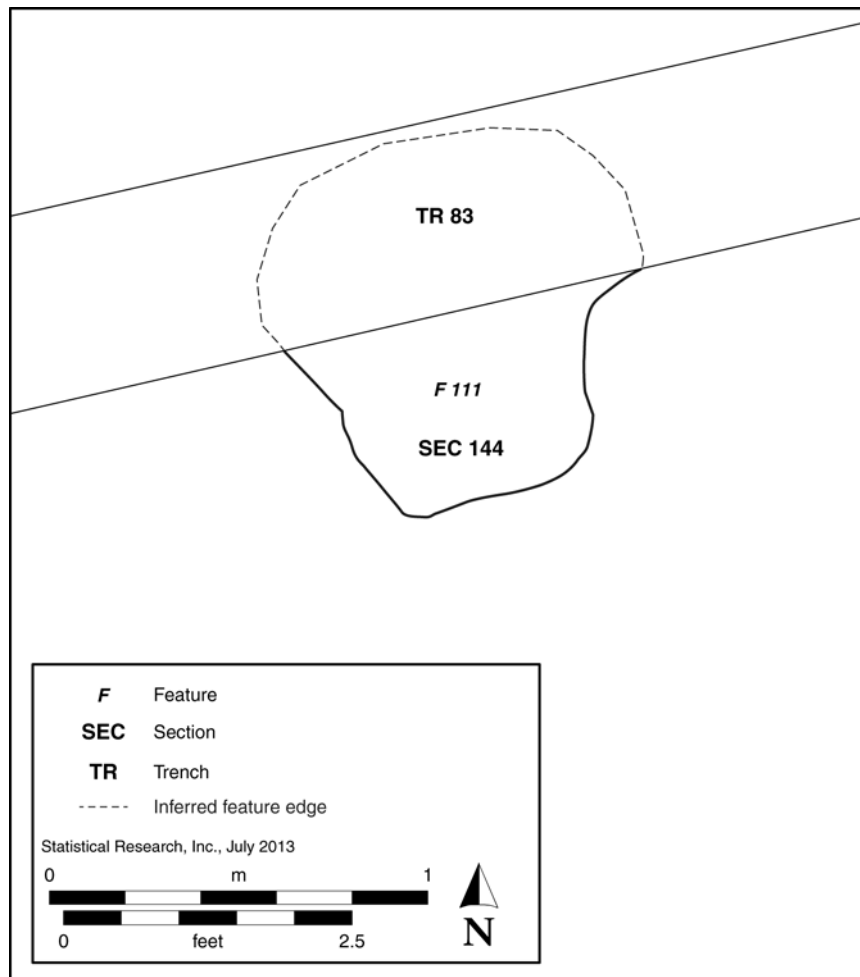 TR 83
F 111
SEC 144
F Feature
SEC Section
TR Trench
Inferred feature edge
Statistical Research, Inc., July 2013
0 m 1
0 feet 2.5
N